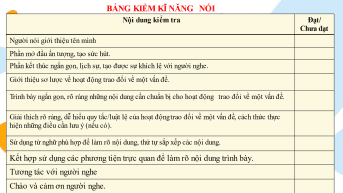 BẢNG KIỂM KĨ NĂNG NÓI
Nội dung kiểm tra
Đạt/
Chưa đạt
Người nói giới thiệu tên mình
Phần mở đầu ấn tượng, tạo sức hút.
Phần kết thúc ngắn gọn, lịch sự, tạo được sự khích lệ với người nghe.
Giới thiệu sơ lược về hoạt động trao đổi về một vấn đề.
Trình bày ngắn gọn, rõ ràng những nội dung cần chuẩn bị cho hoạt động trao đổi về một vấn đề.
Giải thích rõ ràng, dễ hiểu quy tắc/luật lệ của hoạt động trao đổi về một vấn đề, cách thức thực
hiện những điều cần lưu ý (nếu có).
Sử dụng từ ngữ phù hợp để làm rõ nội dung, thứ tự sắp xếp các nội dung.
Kết hợp sử dụng các phương tiện trực quan để làm rõ nội dung trình bày.
Tương tác với người nghe
Chào và cảm ơn người nghe.